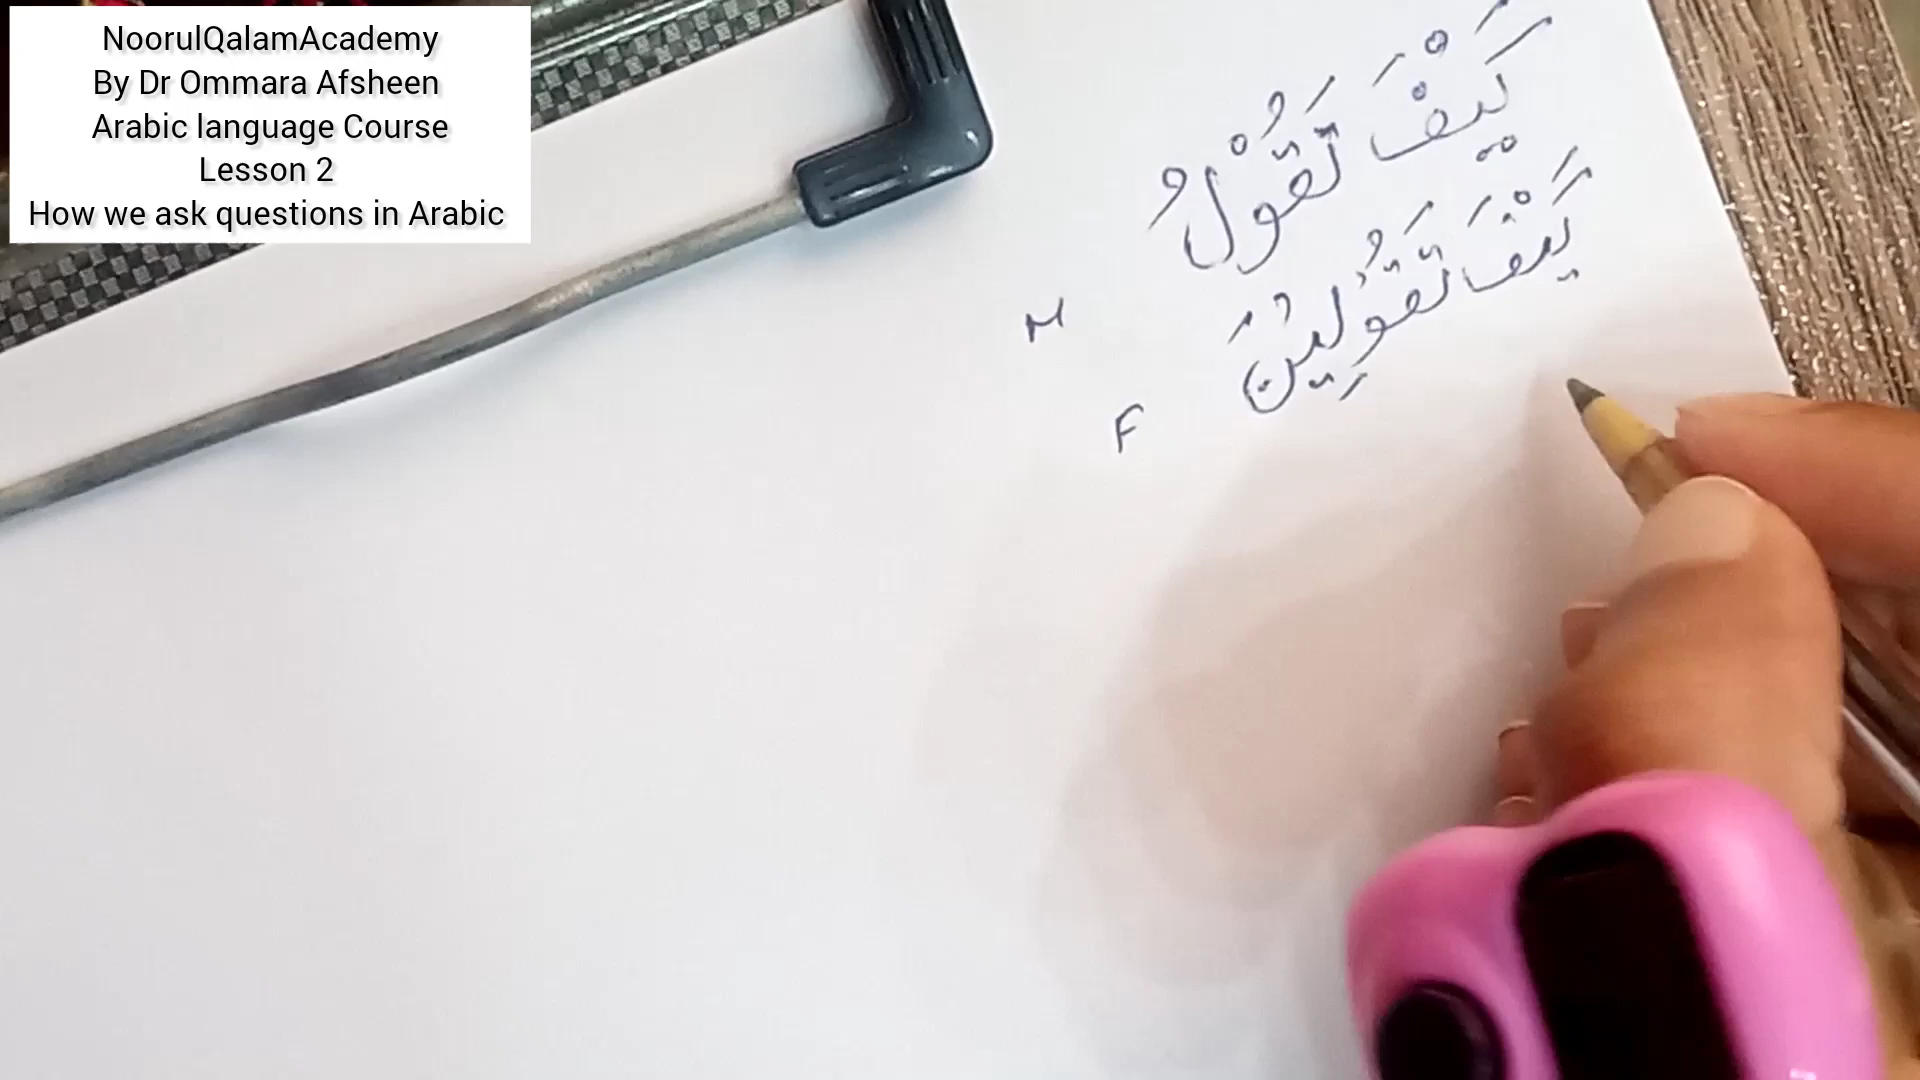 NoorulQalamAcademy
By Dr Ommara Afsheen
Arabic language Course
Lesson 2
How we ask questions in Arabic
كَيْفَ تَقُوْلُ
M
كَيْفَ تَقُوْلِيْنَ
F